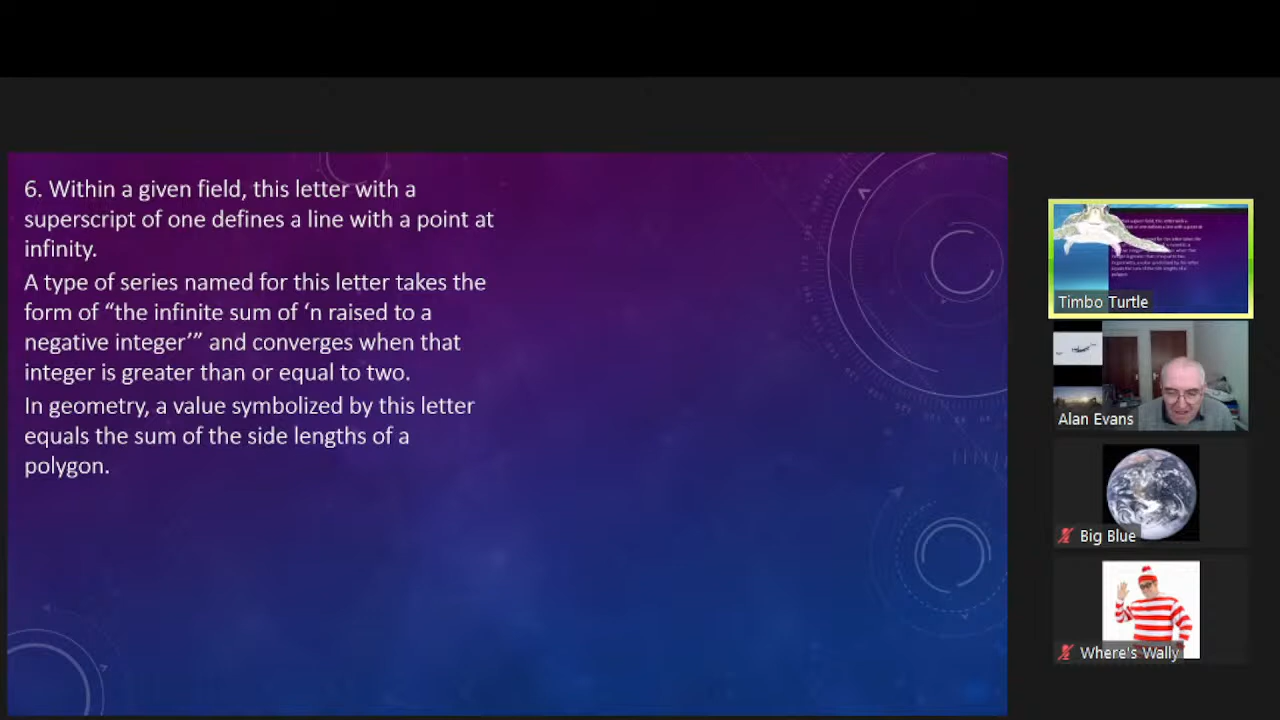 6. Within a given field, this letter with a
superscript of one defines a line with a point at
infinity.
A type of series named for this letter takes the
form of “the infinite sum of ‘n raised to a
negative integer’” and converges when that
integer is greater than or equal to two.
In geometry, a value symbolized by this letter
equals the sum of the side lengths of a
polygon.
Timbo Turtle
Alan Evans
Big Blue
Where's Wally